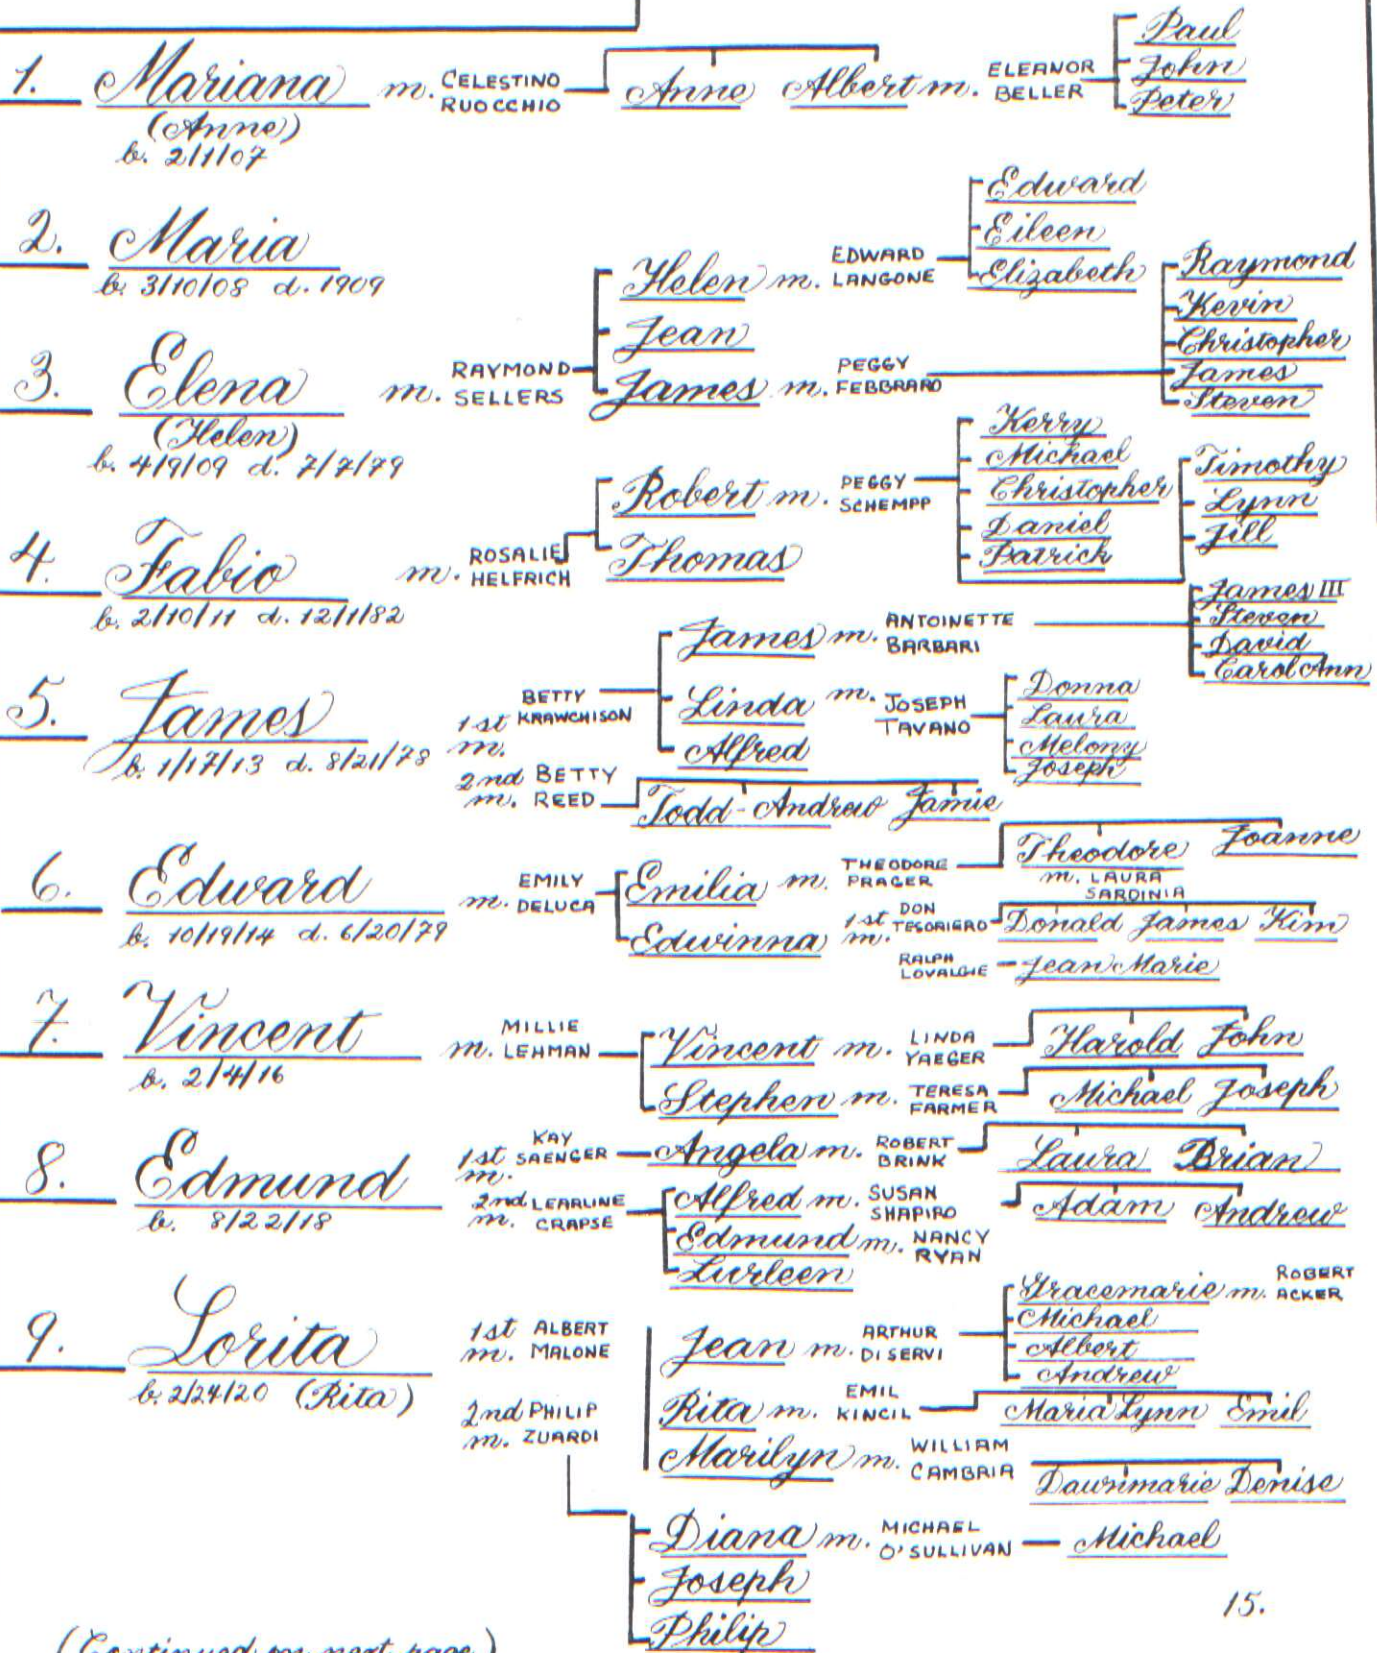 1. Mariana m. CELESTINO RUOCCHIO Anne Albert m. ELEANOR BELLER Paul
John
Peter
(Anne)
b. 2/1/07
2. Maria
b. 3/10/08 d. 1909
Helen m. EDWARD LANGONE Edward
Eileen
Elizabeth
3. Elena m. RAYMOND SELLERS
(Helen)
b. 4/9/09 d. 7/7/79
Jean
James m. PEGGY FEBBRARO Raymond
Kevin
Christopher
James
Steven
4. Fabio m. ROSALIE HELFRICH
b. 2/10/11 d. 12/1/82
Robert m. PEGGY SCHEMPP Kerry
Michael
Christopher
Daniel
Patrick
Timothy
Lynn
Jill
Thomas
5. James 1st m. BETTY KRAWCHISON
b. 1/17/13 d. 8/21/78
James m. ANTOINETTE BARBARI James III
Steven
David
Carol Ann
Linda m. JOSEPH TAVANO Donna
Laura
Melony
Joseph
Alfred
2nd m. BETTY REED Todd-Andrew Jamie
6. Edward m. EMILY DELUCA
b. 10/19/14 d. 6/20/79
Emilia m. THEODORE PRAGER Theodore Joanne
m. LAURA SARDINIA
Edwinna 1st m. DON TESORIERO Donald James Kim
RALPH LOVALGIE Jean Marie
7. Vincent m. MILLIE LEHMAN
b. 2/4/16
Vincent m. LINDA YAEGER Harold John
Stephen m. TERESA FARMER Michael Joseph
8. Edmund 1st m. KAY SAENGER Angela m. ROBERT BRINK Laura Brian
b. 8/22/18
2nd m. LEARLINE CRAPSE Alfred m. SUSAN SHAPIRO Adam Andrew
Edmund m. NANCY RYAN
Lurleen
9. Lorita 1st m. ALBERT MALONE
b. 2/24/20 (Rita)
Jean m. ARTHUR DI SERVI Gracemarie m. ROBERT ACKER
Michael
Albert
Andrew
Rita m. EMIL KINCIL Maria Lynn Emil
Marilyn m. WILLIAM CAMBRIA Dawnmarie Denise
2nd m. PHILIP ZUARDI
Diana m. MICHAEL O'SULLIVAN Michael
Joseph
Philip
15.
(Continued on next page)